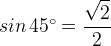 sin 45° = √2/2